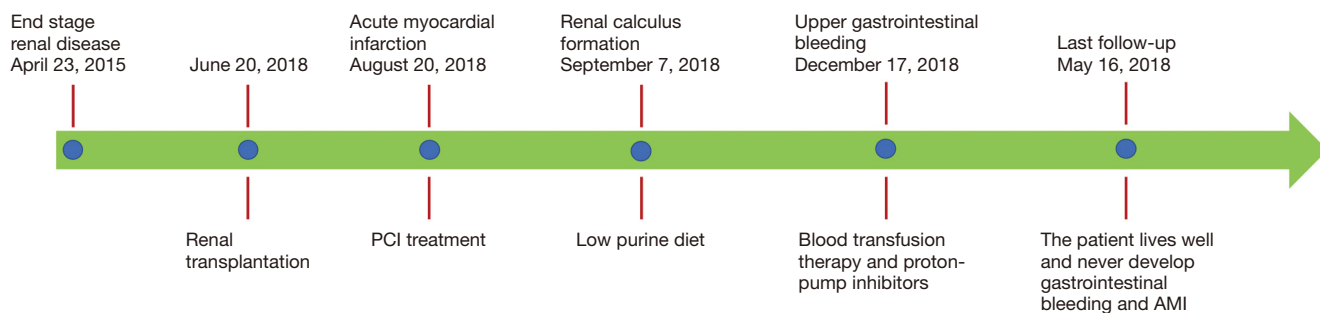 End stage
renal disease
April 23, 2015
June 20, 2018
Acute myocardial
infarction
August 20, 2018
Renal calculus
formation
September 7, 2018
Upper gastrointestinal
bleeding
December 17, 2018
Last follow-up
May 16, 2018
Renal
transplantation
PCI treatment
Low purine diet
Blood transfusion
therapy and proton-
pump inhibitors
The patient lives well
and never develop
gastrointestinal
bleeding and AMI